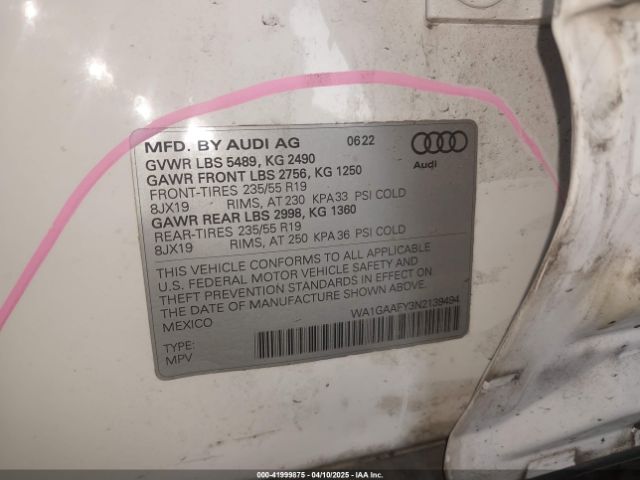 MFD. BY AUDI AG 0622
GVWR LBS 5489, KG 2490
GAWR FRONT LBS 2756, KG 1250
FRONT-TIRES 235/55 R19
8JX19 RIMS, AT 230 KPA33 PSI COLD
GAWR REAR LBS 2998, KG 1360
REAR-TIRES 235/55 R19
8JX19 RIMS, AT 250 KPA36 PSI COLD
Audi
THIS VEHICLE CONFORMS TO ALL APPLICABLE
U.S. FEDERAL MOTOR VEHICLE SAFETY AND
THEFT PREVENTION STANDARDS IN EFFECT ON
THE DATE OF MANUFACTURE SHOWN ABOVE.
MEXICO
WA1GAAFY3N2139494
TYPE:
MPV
000-41999875 04/10/2025 IAA Inc.